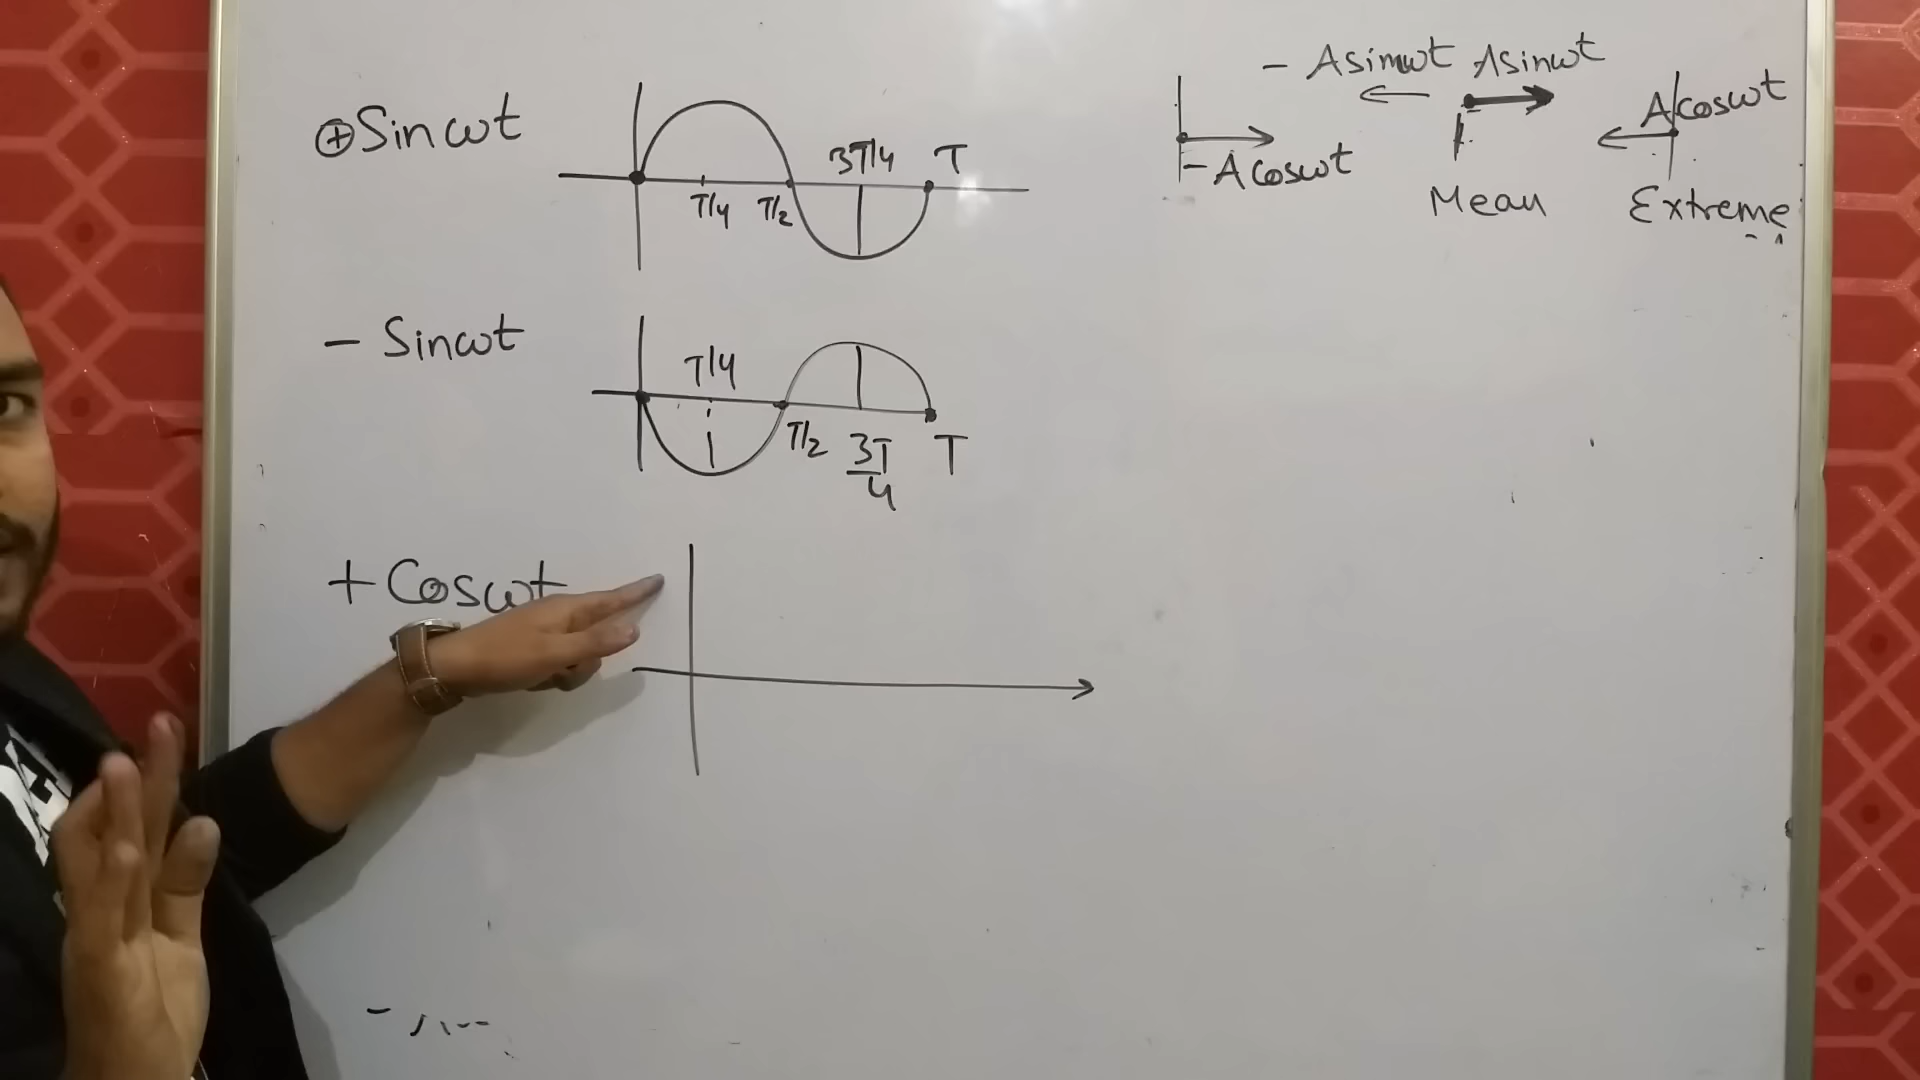 ⊕Sinωt
T/4
T/2
3T/4
T
- Sinωt
T/4
T/2
3T/4
T
+ Cosωt
- Asinωt Asinωt
Acosωt
- Acosωt
Mean
Extreme